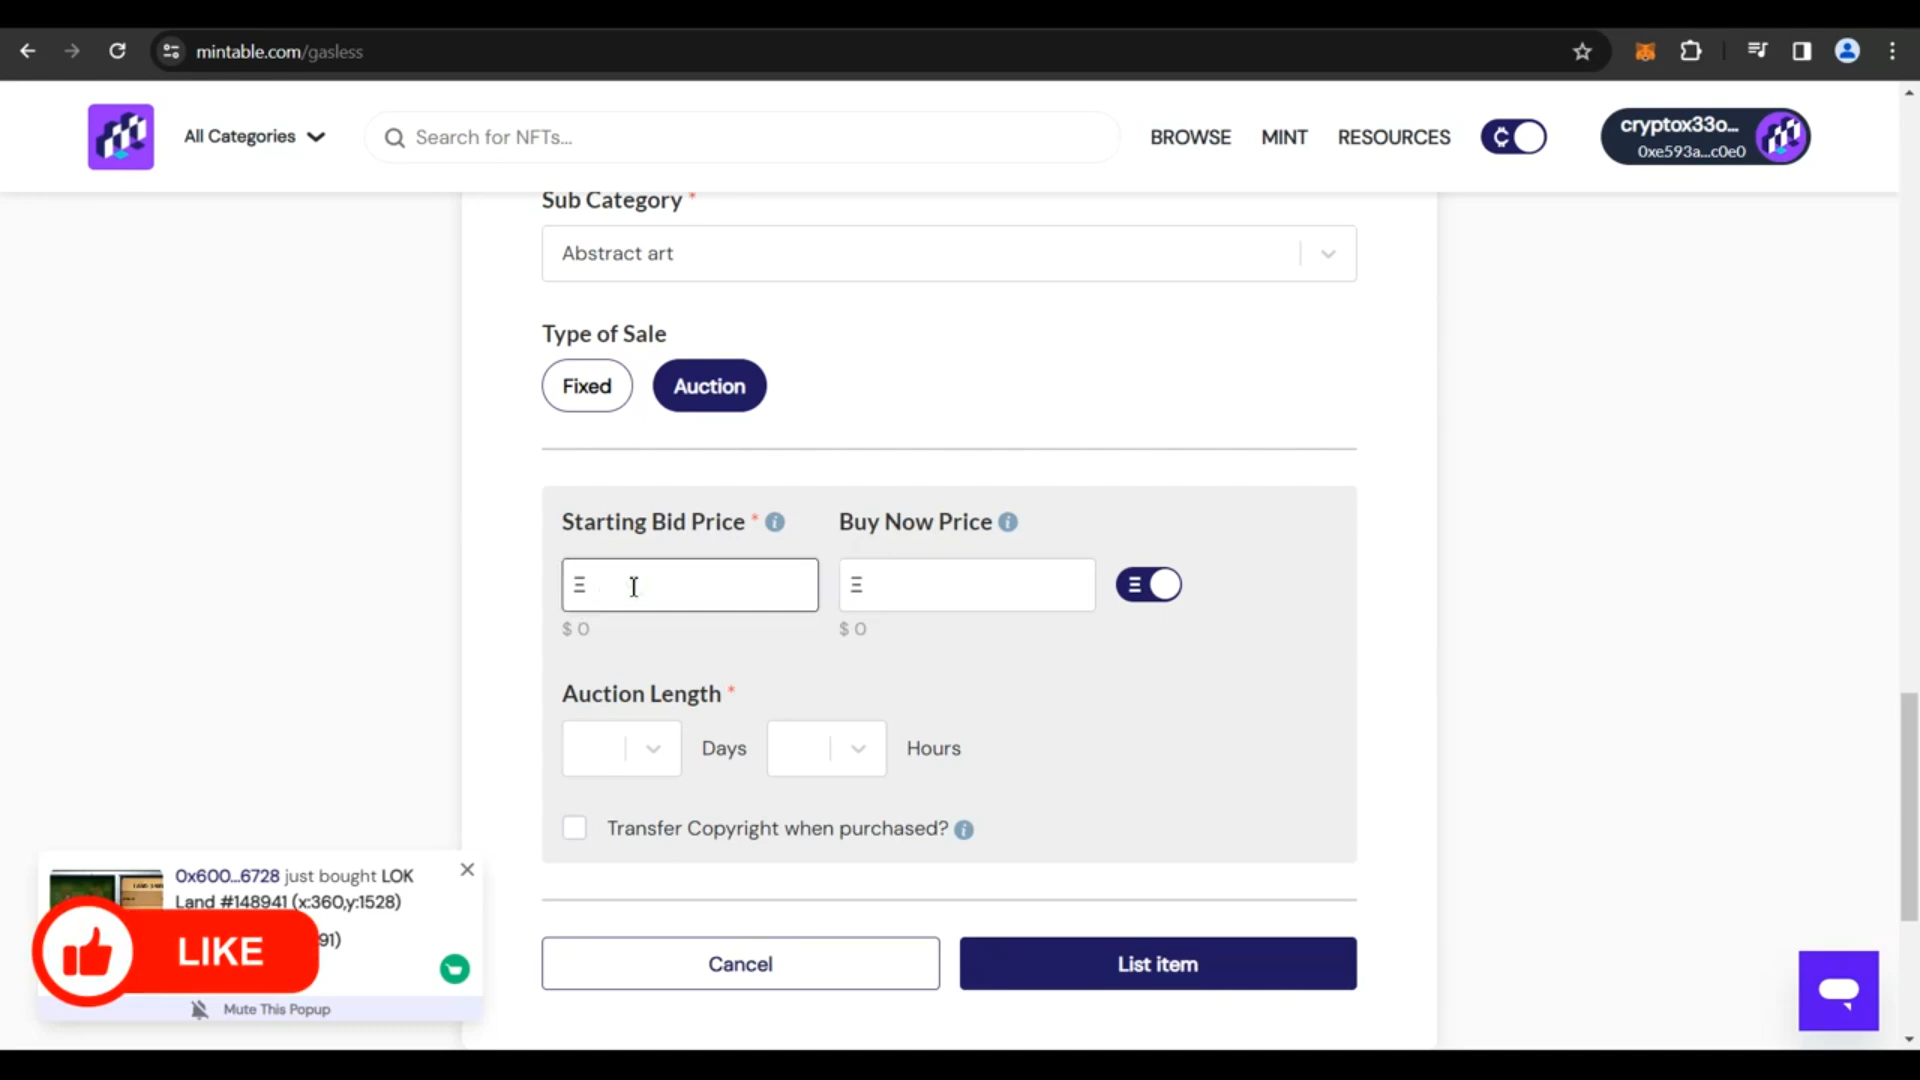 mintable.com/gasless
All Categories
Search for NFTs...
BROWSE MINT RESOURCES
cryptox33o...
0xe593a...c0e0
Sub Category *
Abstract art
Type of Sale
Fixed Auction
Starting Bid Price * Buy Now Price
Ξ Ξ Ξ
$ 0 $ 0
Auction Length *
Days Hours
Transfer Copyright when purchased?
0x600...6728 just bought LOK
Land #148941 (x:360,y:1528)
91)
LIKE
Mute This Popup
Cancel List item